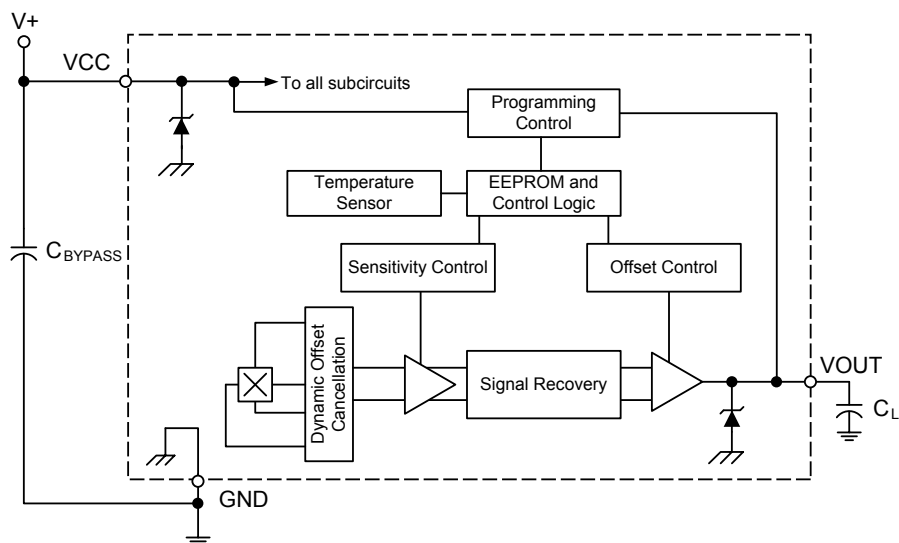 V+
VCC
To all subcircuits
Programming
Control
Temperature
Sensor
EEPROM and
Control Logic
CBYPASS
Sensitivity Control
Offset Control
Dynamic Offset
Cancellation
Signal Recovery
VOUT
CL
GND